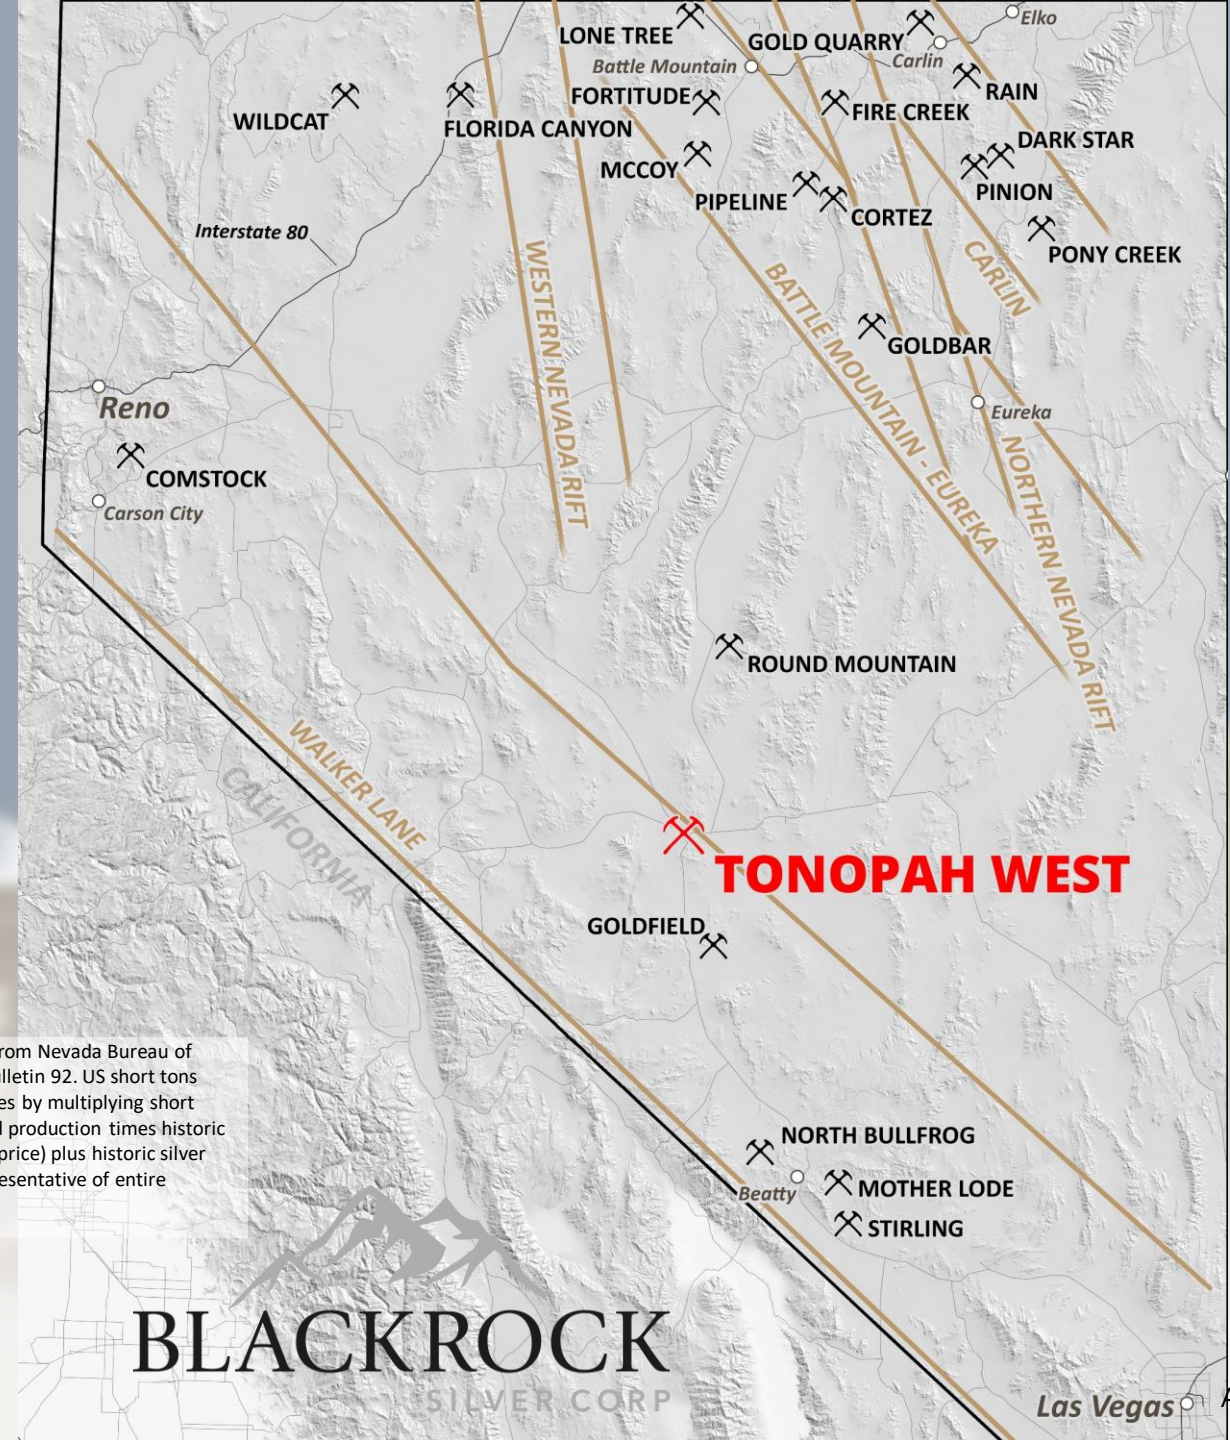 Elko
LONE TREE
GOLD QUARRY
Carlin
Battle Mountain
RAIN
FORTITUDE
FIRE CREEK
WILDCAT
FLORIDA CANYON
DARK STAR
MCCOY
PINION
PIPELINE
CORTEZ
Interstate 80
PONY CREEK
CARLIN
WESTERN NEVADA RIFT
BATTLE MOUNTAIN - EUREKA
GOLDBAR
Reno
Eureka
COMSTOCK
Carson City
NORTHERN NEVADA RIFT
ROUND MOUNTAIN
WALKER LANE
CALIFORNIA
TONOPAH WEST
GOLDFIELD
rom Nevada Bureau of
lletin 92. US short tons
es by multiplying short
production times historic
price) plus historic silver
esentative of entire
NORTH BULLFROG
Beatty
MOTHER LODE
STIRLING
BLACKROCK
SILVER CORP
Las Vegas